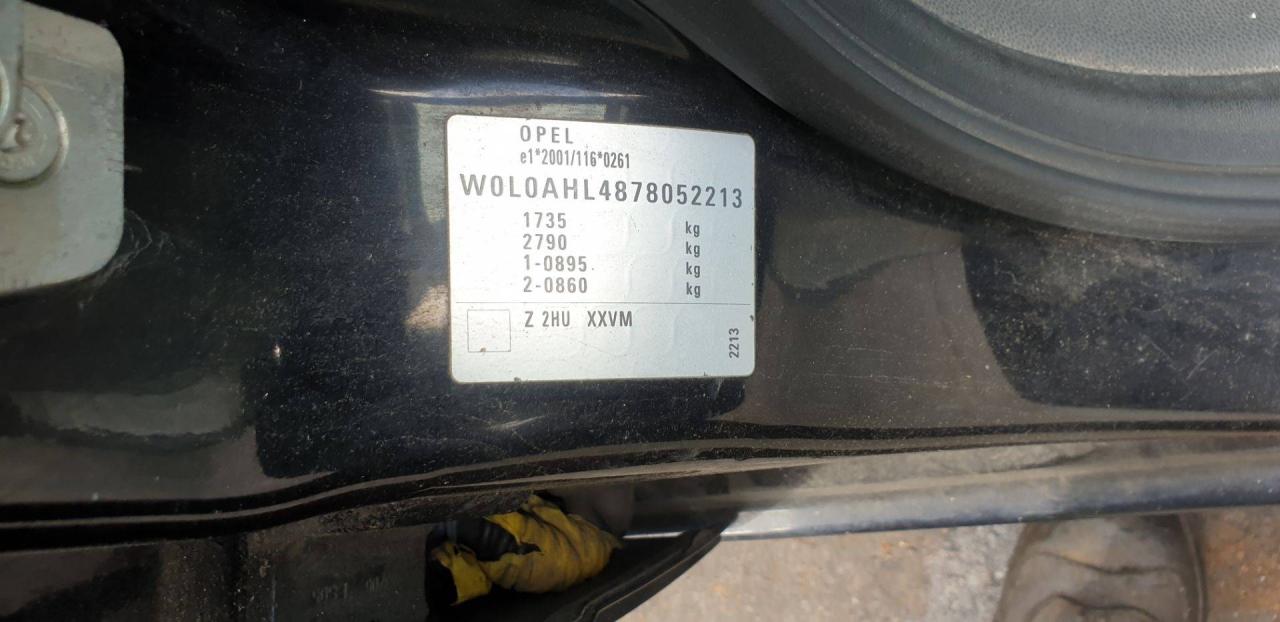 OPEL
e1*2001/116*0261
W0L0AHL4878052213
1735 kg
2790 kg
1-0895 kg
2-0860 kg
Z 2HU XXVM
2213